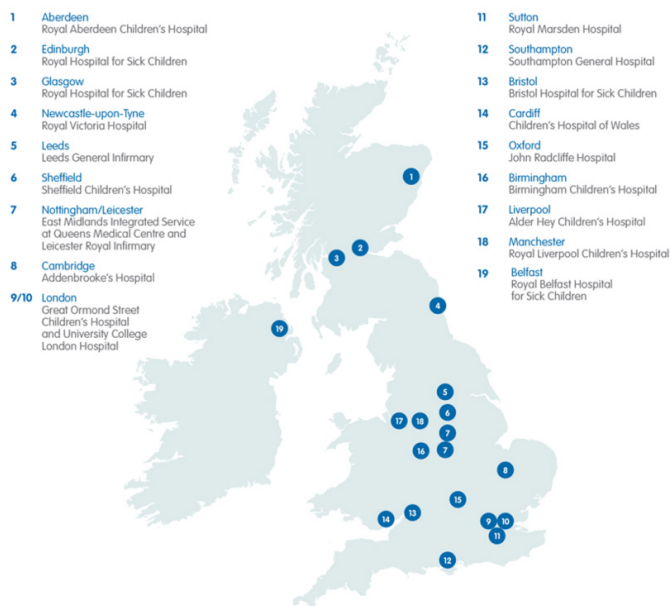 1 Aberdeen
Royal Aberdeen Children's Hospital
2 Edinburgh
Royal Hospital for Sick Children
3 Glasgow
Royal Hospital for Sick Children
4 Newcastle-upon-Tyne
Royal Victoria Hospital
5 Leeds
Leeds General Infirmary
6 Sheffield
Sheffield Children's Hospital
7 Nottingham/Leicester
East Midlands Integrated Service
at Queens Medical Centre and
Leicester Royal Infirmary
8 Cambridge
Addenbrooke's Hospital
9/10 London
Great Ormond Street
Children's Hospital
and University College
London Hospital
11 Sutton
Royal Marsden Hospital
12 Southampton
Southampton General Hospital
13 Bristol
Bristol Hospital for Sick Children
14 Cardiff
Children's Hospital of Wales
15 Oxford
John Radcliffe Hospital
16 Birmingham
Birmingham Children's Hospital
17 Liverpool
Alder Hey Children's Hospital
18 Manchester
Royal Liverpool Children's Hospital
19 Belfast
Royal Belfast Hospital
for Sick Children
1
2
3
4
19
5
6
17 18
7
16 7
8
15
13
14 9 10
11
12